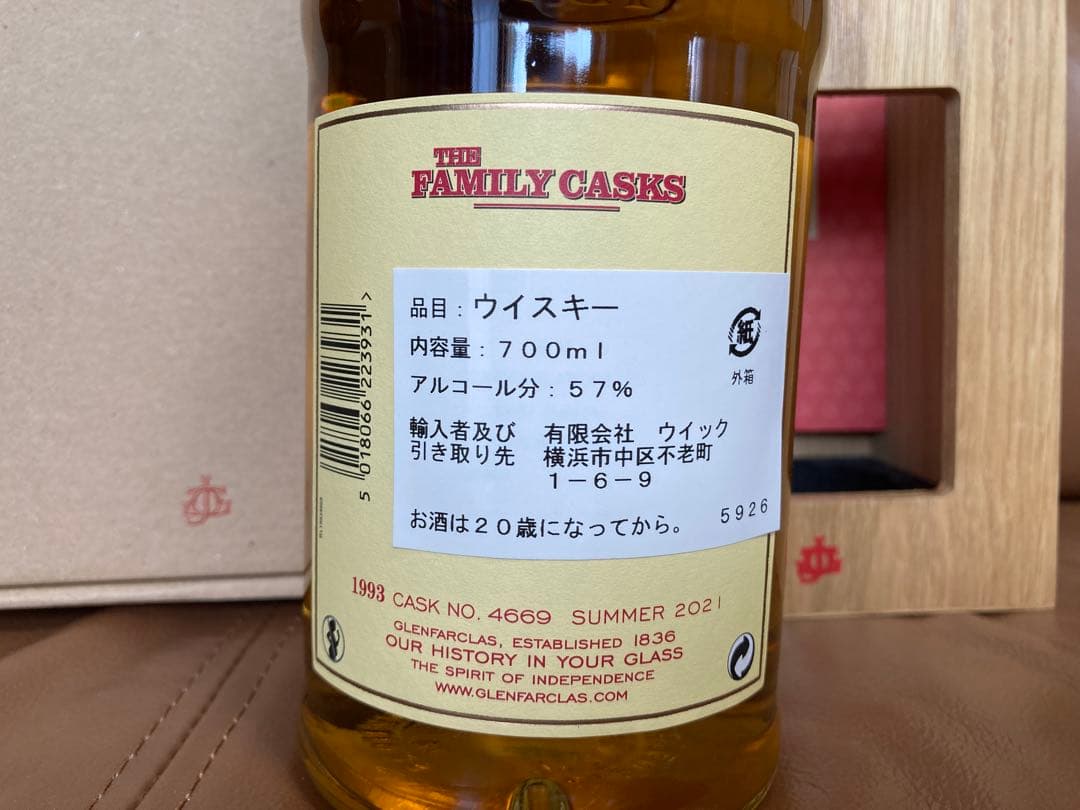 THE
FAMILY CASKS
品目：ウイスキー
内容量：７００ｍｌ
アルコール分：５７％
輸入者及び　有限会社　ウイック
引き取り先　横浜市中区不老町
１－６－９
お酒は２０歳になってから。
5926
紙
外箱
5 018066 223931 >
1993 CASK NO. 4669 SUMMER 2021
GLENFARCLAS, ESTABLISHED 1836
OUR HISTORY IN YOUR GLASS
THE SPIRIT OF INDEPENDENCE
WWW.GLENFARCLAS.COM